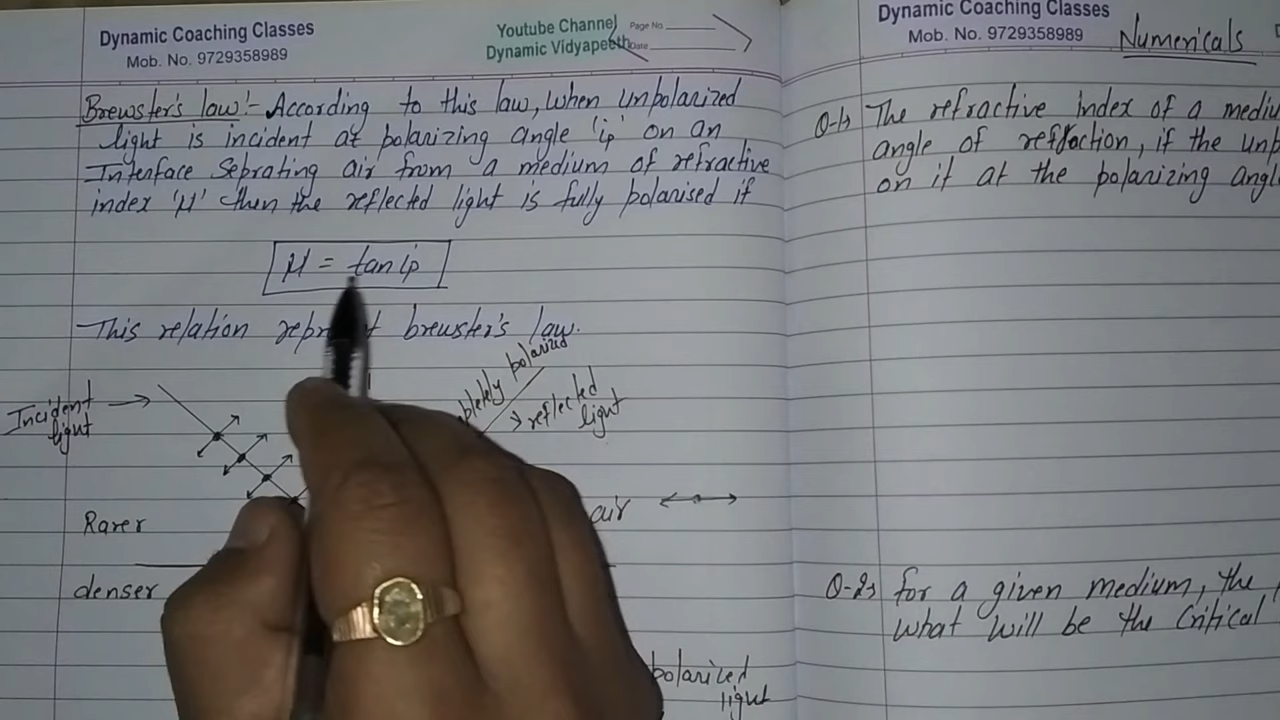 Dynamic Coaching Classes
Mob. No. 9729358989
Youtube Channel
Dynamic Vidyapeeth
Page No.
Date
Brewster's law:- According to this law, when unpolarized
light is incident at polarizing angle 'ip' on an
Interface Seprating air from a medium of refractive
index 'μ' then the reflected light is fully polarised if
μ = tan ip
This relation brewster's law.
Incident
light
polarized
reflected
light
Rarer
air
denser
polarized
light
Dynamic Coaching Classes
Mob. No. 9729358989
Numericals
Q-1) The refractive index of a
angle of reflection, if the
on it at the polarizing
Q-2) for a given medium, the
what will be the critical